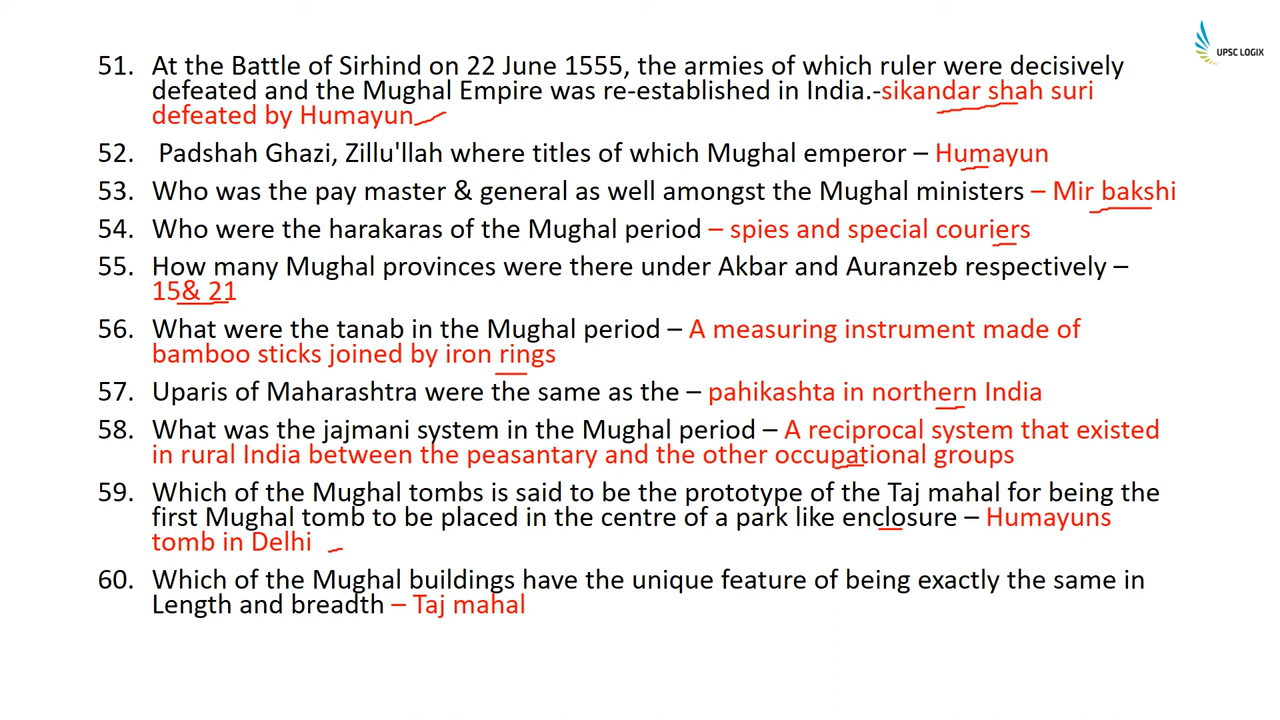 UPSC LOGIX
51. At the Battle of Sirhind on 22 June 1555, the armies of which ruler were decisively
defeated and the Mughal Empire was re-established in India.-sikandar shah suri
defeated by Humayun
52. Padshah Ghazi, Zillu'llah where titles of which Mughal emperor – Humayun
53. Who was the pay master & general as well amongst the Mughal ministers – Mir bakshi
54. Who were the harakaras of the Mughal period – spies and special couriers
55. How many Mughal provinces were there under Akbar and Auranzeb respectively –
15& 21
56. What were the tanab in the Mughal period – A measuring instrument made of
bamboo sticks joined by iron rings
57. Uparis of Maharashtra were the same as the – pahikashta in northern India
58. What was the jajmani system in the Mughal period – A reciprocal system that existed
in rural India between the peasantary and the other occupational groups
59. Which of the Mughal tombs is said to be the prototype of the Taj mahal for being the
first Mughal tomb to be placed in the centre of a park like enclosure – Humayuns
tomb in Delhi
60. Which of the Mughal buildings have the unique feature of being exactly the same in
Length and breadth – Taj mahal